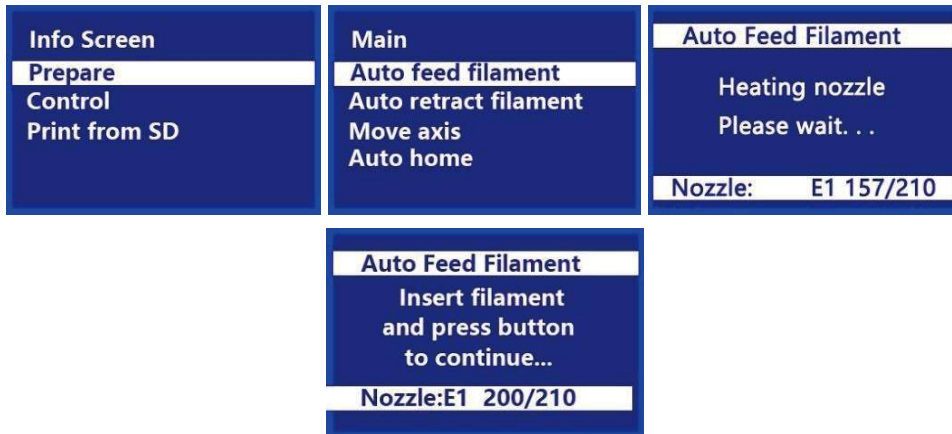 Info Screen
Prepare
Control
Print from SD
Main
Auto feed filament
Auto retract filament
Move axis
Auto home
Auto Feed Filament
Heating nozzle
Please wait. . .
Nozzle: E1 157/210
Auto Feed Filament
Insert filament
and press button
to continue...
Nozzle:E1 200/210